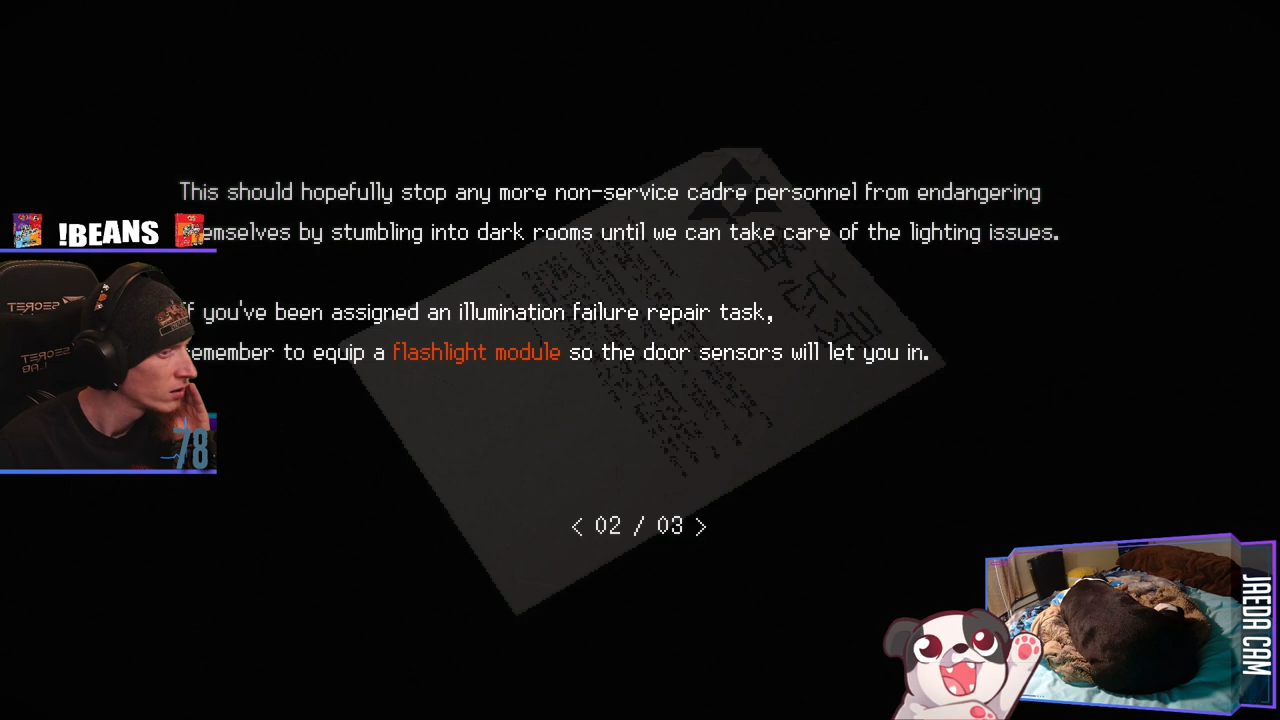 This should hopefully stop any more non-service cadre personnel from endangering
emselves by stumbling into dark rooms until we can take care of the lighting issues.
!BEANS
f you've been assigned an illumination failure repair task,
emember to equip a flashlight module so the door sensors will let you in.
SECRET
SECRET
78
< 02 / 03 >
JAEDA CAM